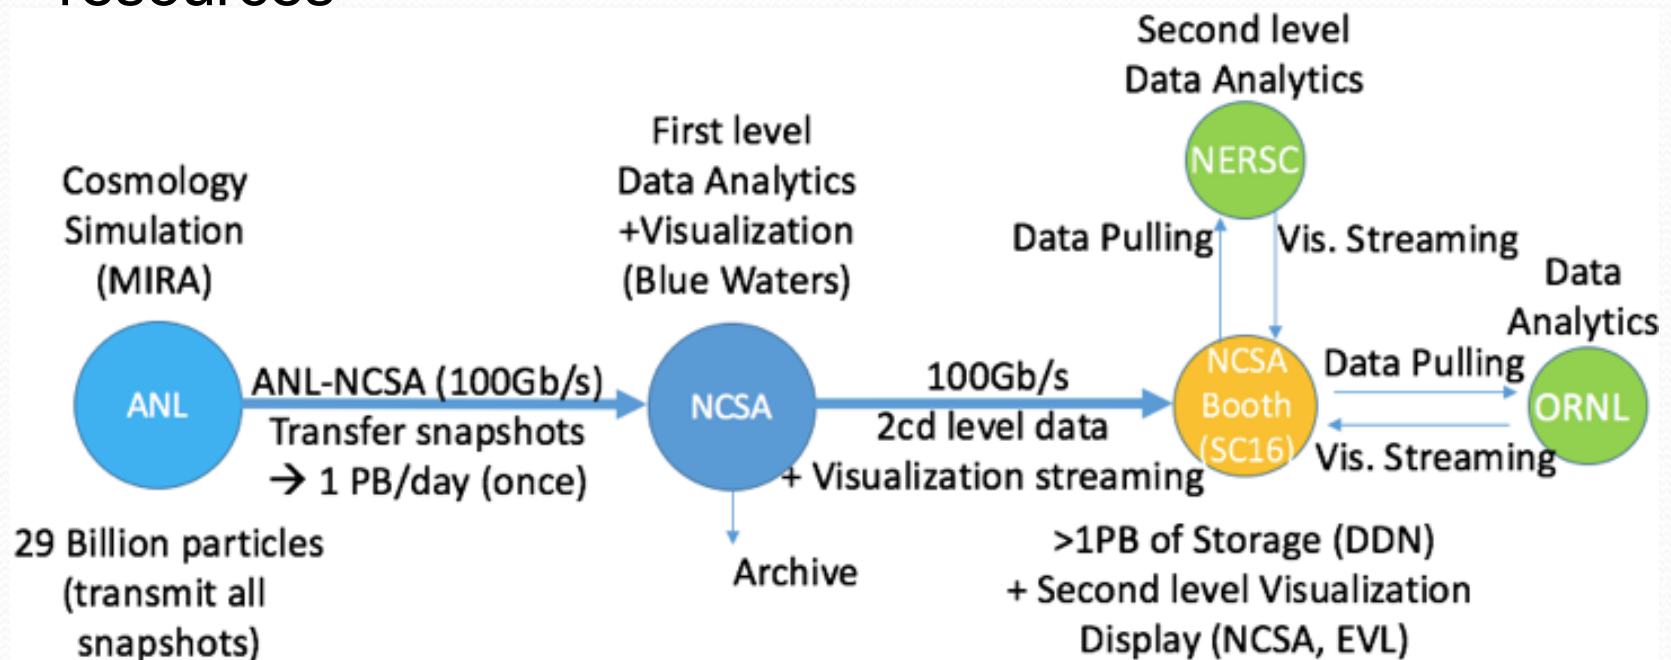 resources
Cosmology
Simulation
(MIRA)
ANL
29 Billion particles
(transmit all
snapshots)
ANL-NCSA (100Gb/s)
Transfer snapshots
→ 1 PB/day (once)
First level
Data Analytics
+Visualization
(Blue Waters)
NCSA
Archive
100Gb/s
2cd level data
+ Visualization streaming
Second level
Data Analytics
NERSC
Data Pulling
Vis. Streaming
NCSA
Booth
(SC16)
>1PB of Storage (DDN)
+ Second level Visualization
Display (NCSA, EVL)
Data Pulling
Vis. Streaming
Data
Analytics
ORNL